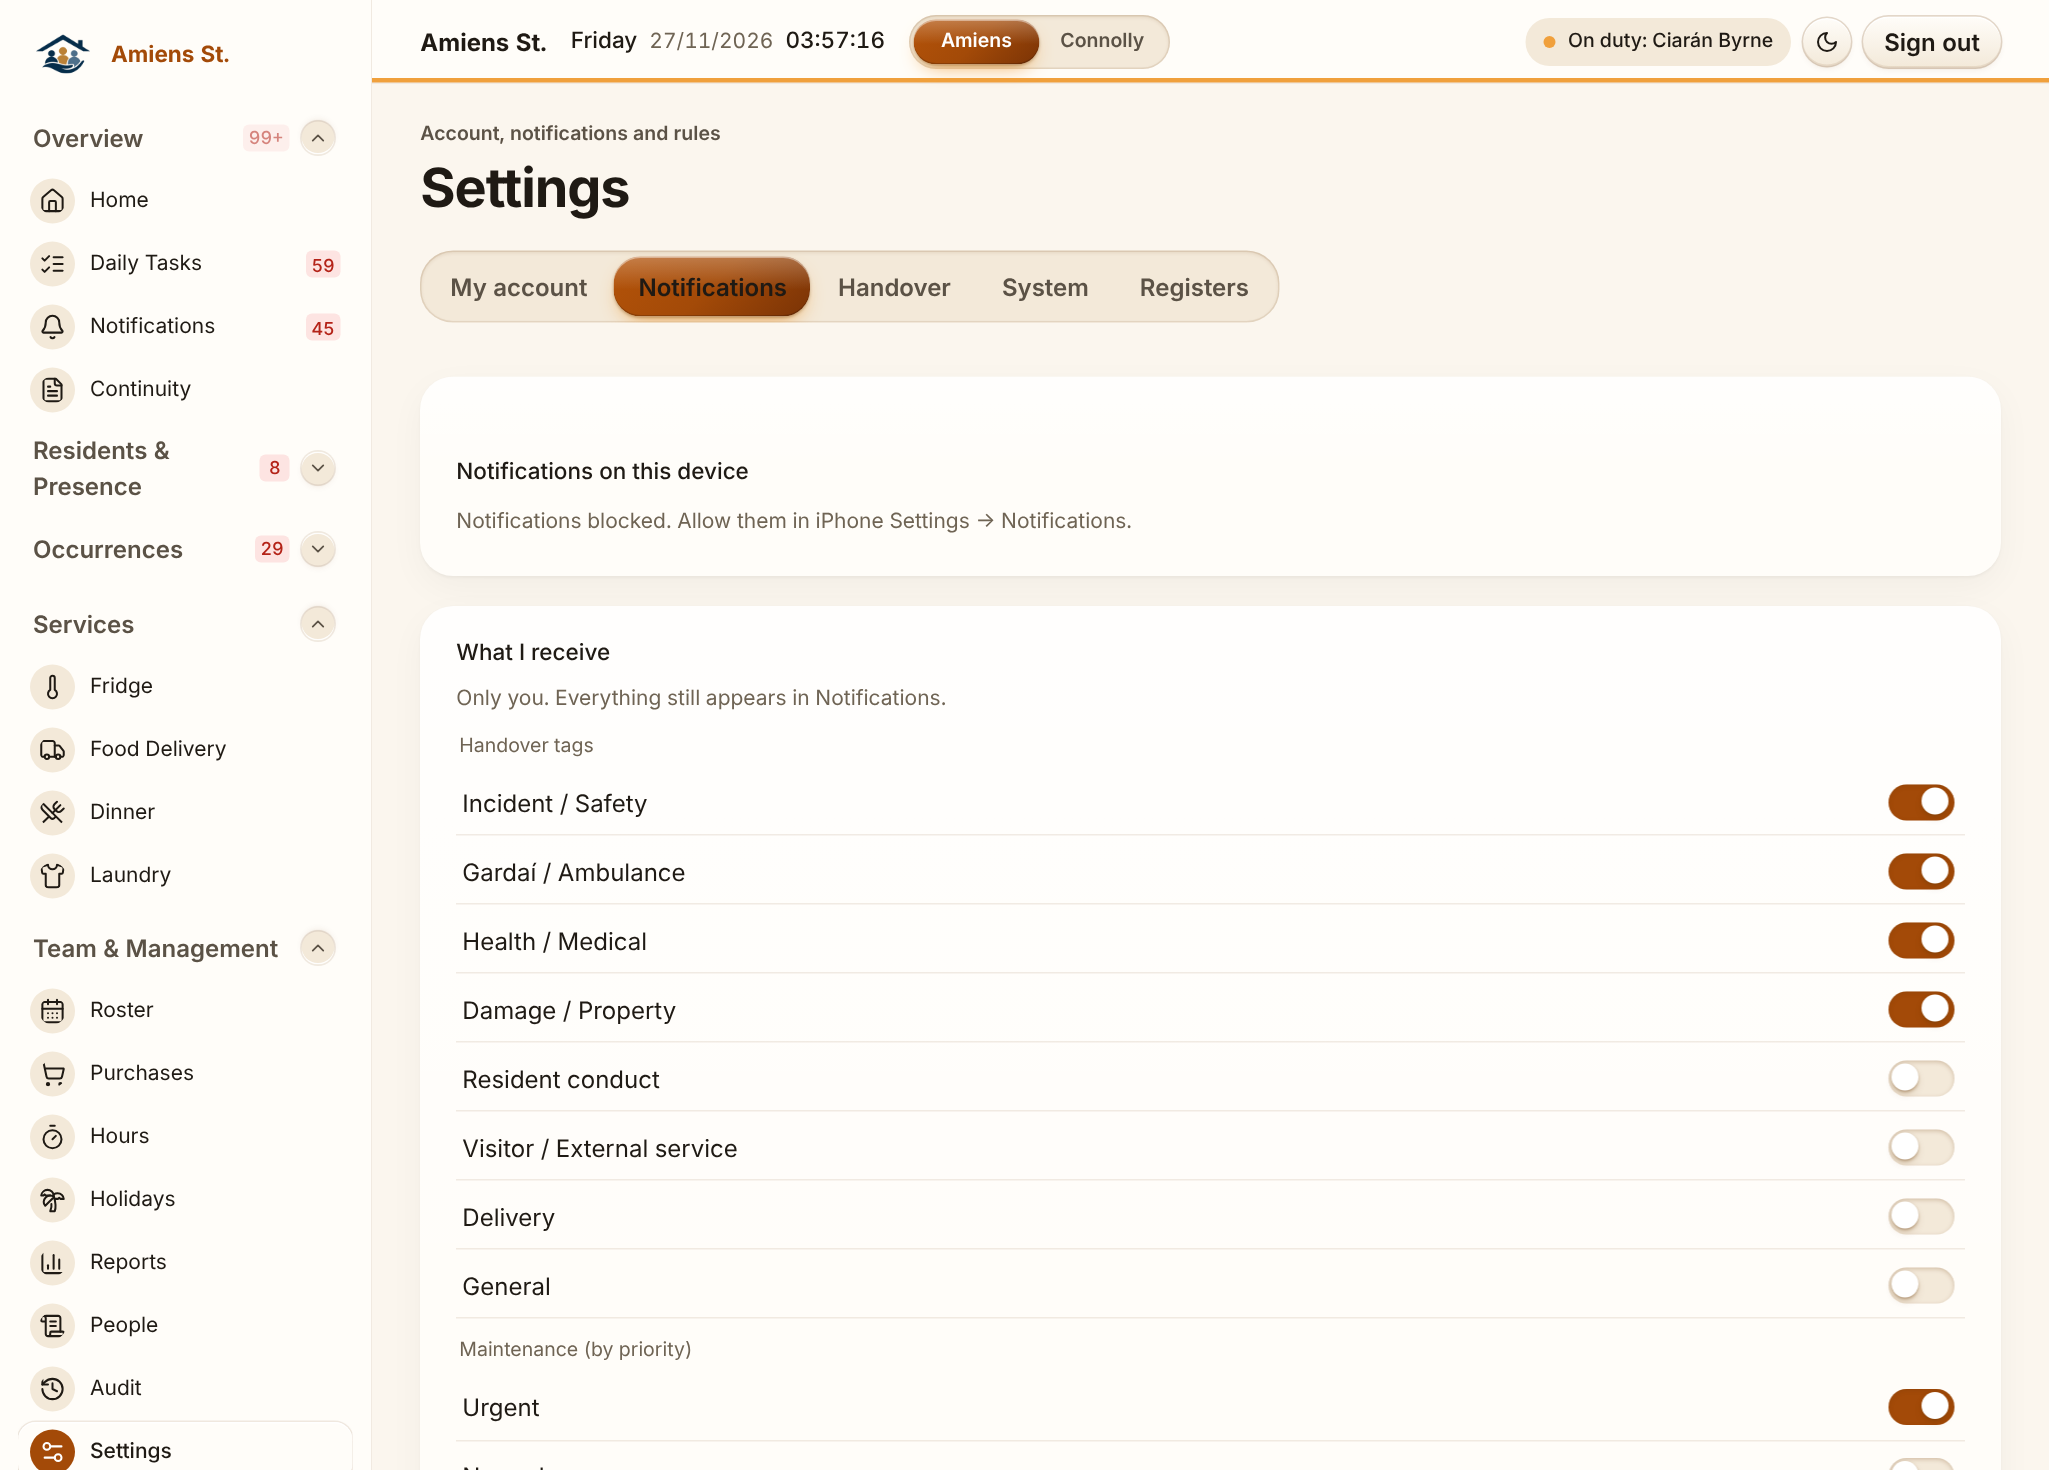 Amiens St.
Overview 99+
Home
Daily Tasks 59
Notifications 45
Continuity
Residents &
Presence 8
Occurrences 29
Services
Fridge
Food Delivery
Dinner
Laundry
Team & Management
Roster
Purchases
Hours
Holidays
Reports
People
Audit
Settings
Amiens St. Friday 27/11/2026 03:57:16 Amiens Connolly On duty: Ciarán Byrne Sign out
Account, notifications and rules
Settings
My account Notifications Handover System Registers
Notifications on this device
Notifications blocked. Allow them in iPhone Settings → Notifications.
What I receive
Only you. Everything still appears in Notifications.
Handover tags
Incident / Safety
Gardaí / Ambulance
Health / Medical
Damage / Property
Resident conduct
Visitor / External service
Delivery
General
Maintenance (by priority)
Urgent